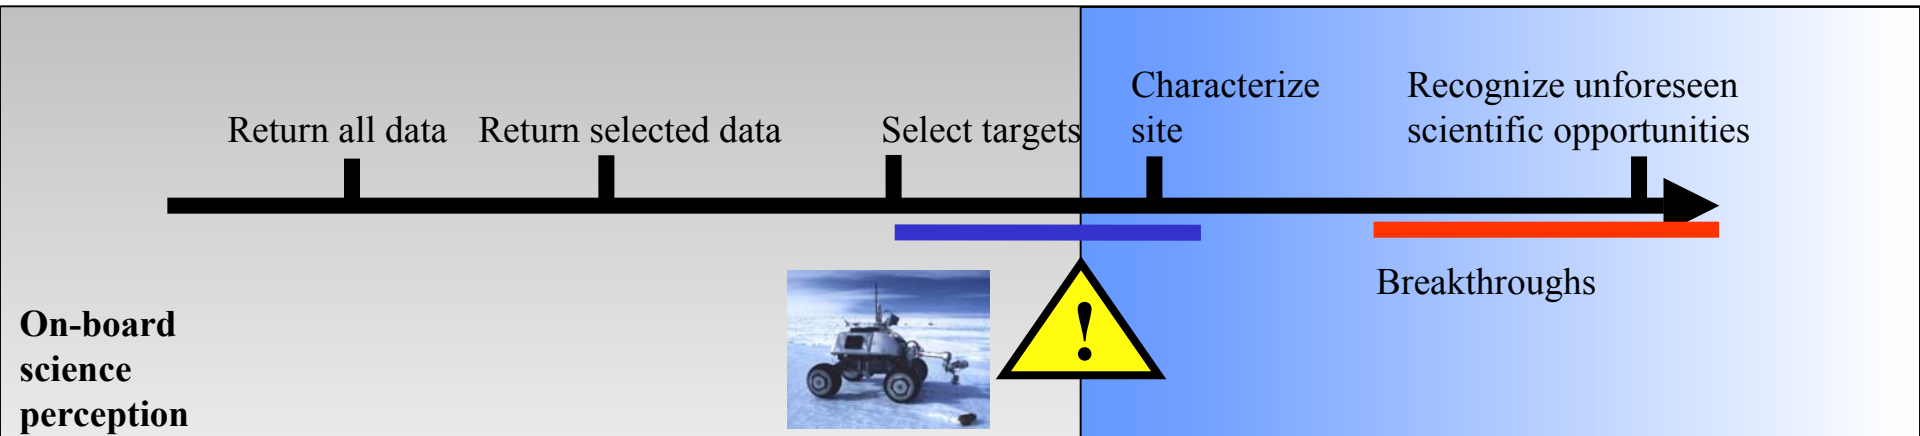 Characterize
site
Recognize unforeseen
scientific opportunities
Return all data
Return selected data
Select targets
Breakthroughs
!
On-board
science
perception